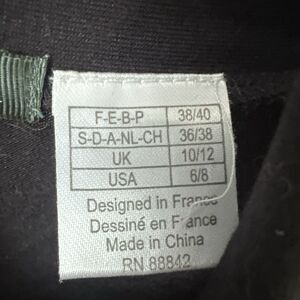 F-E-B-P 38/40
S-D-A-NL-CH 36/38
UK 10/12
USA 6/8
Designed in France
Dessiné en France
Made in China
RN 88842